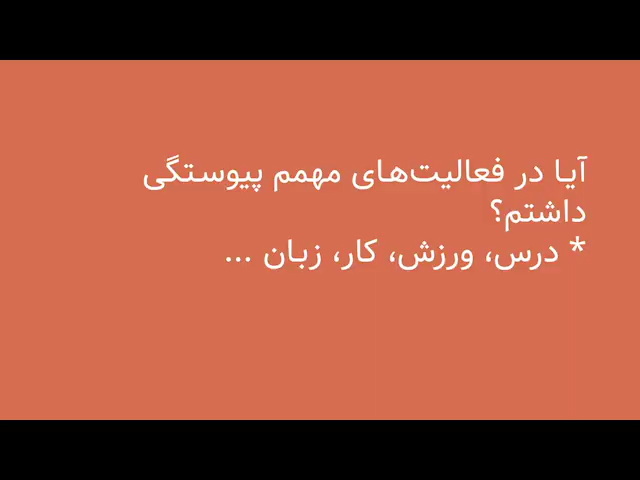 آیا در فعالیت‌های مهمم پیوستگی
داشتم؟
* درس، ورزش، کار، زبان ...